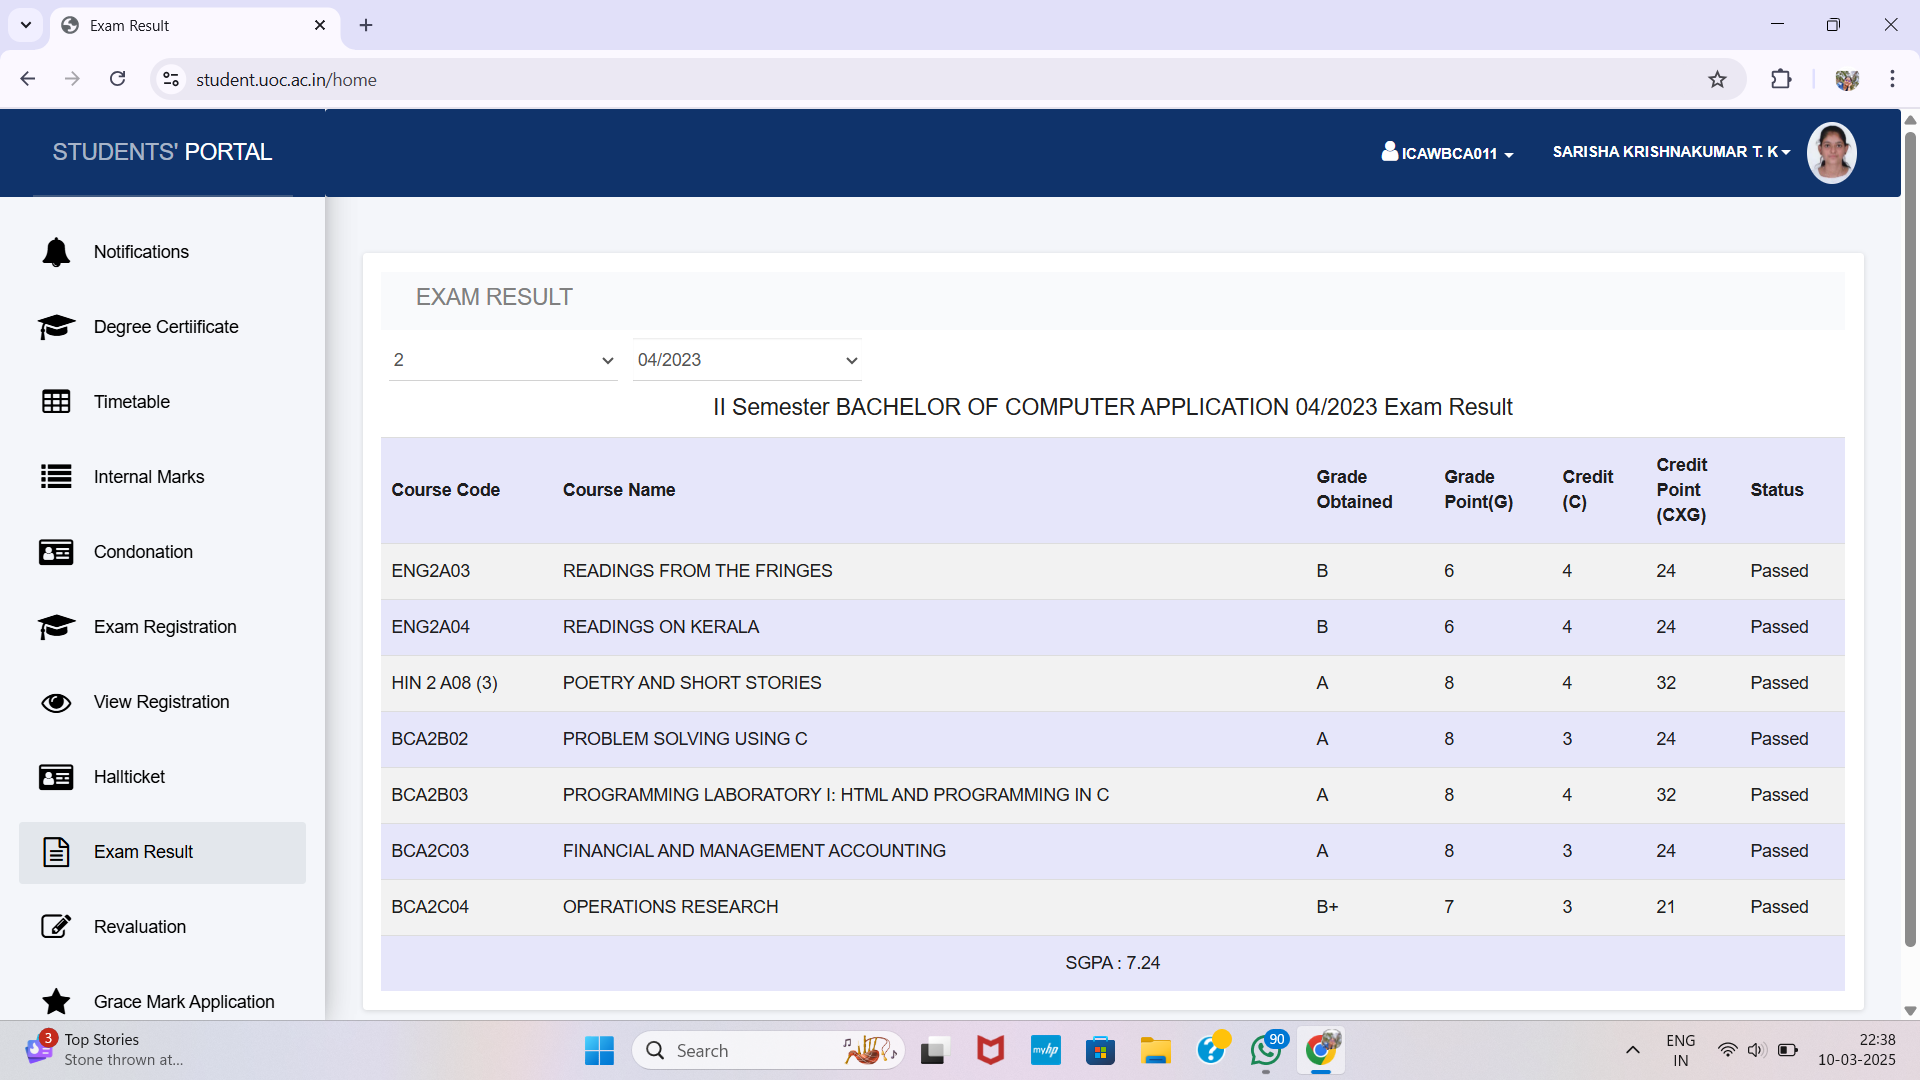 Exam Result
student.uoc.ac.in/home
STUDENTS' PORTAL
ICAWBCA011
SARISHA KRISHNAKUMAR T. K
Notifications
Degree Certiificate
Timetable
Internal Marks
Condonation
Exam Registration
View Registration
Hallticket
Exam Result
Revaluation
Grace Mark Application
EXAM RESULT
2 04/2023
II Semester BACHELOR OF COMPUTER APPLICATION 04/2023 Exam Result
Course Code Course Name Grade Obtained Grade Point(G) Credit (C) Credit Point (CXG) Status
ENG2A03 READINGS FROM THE FRINGES B 6 4 24 Passed
ENG2A04 READINGS ON KERALA B 6 4 24 Passed
HIN 2 A08 (3) POETRY AND SHORT STORIES A 8 4 32 Passed
BCA2B02 PROBLEM SOLVING USING C A 8 3 24 Passed
BCA2B03 PROGRAMMING LABORATORY I: HTML AND PROGRAMMING IN C A 8 4 32 Passed
BCA2C03 FINANCIAL AND MANAGEMENT ACCOUNTING A 8 3 24 Passed
BCA2C04 OPERATIONS RESEARCH B+ 7 3 21 Passed
SGPA : 7.24
3
Top Stories
Stone thrown at...
Search
myhp
90
ENG
IN
22:38
10-03-2025